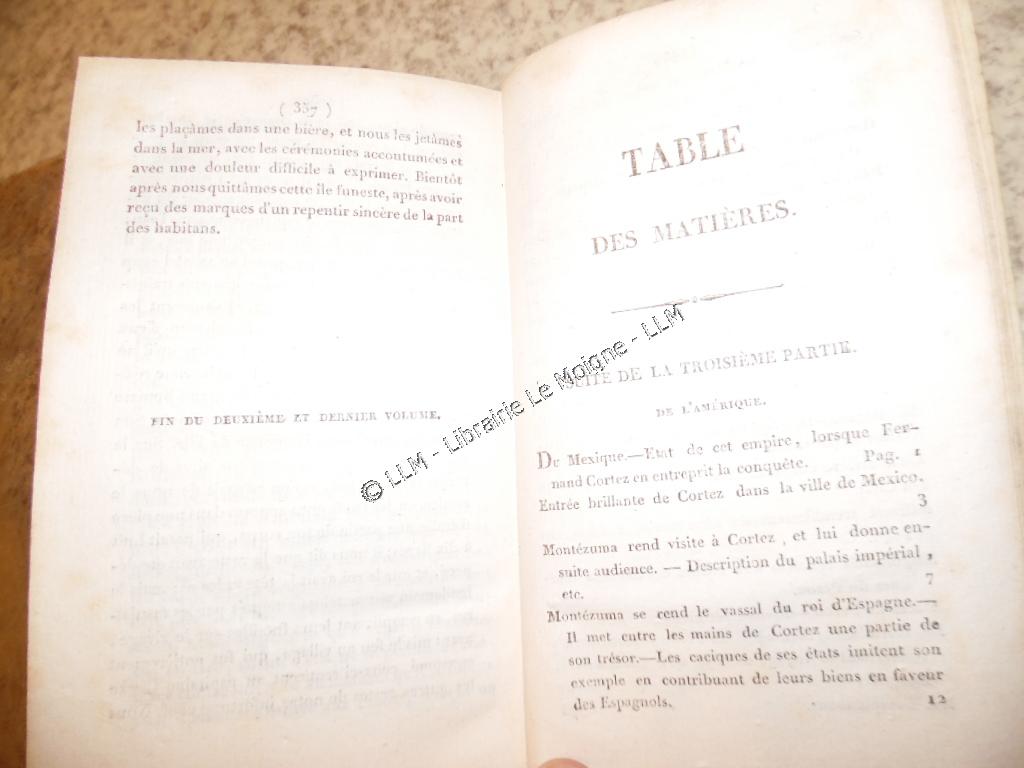 ( 357 )
les plaçâmes dans une bière, et nous les jetâmes
dans la mer, avec les cérémonies accoutumées et
avec une douleur difficile à exprimer. Bientôt
après nous quittâmes cette île funeste, après avoir
reçu des marques d'un repentir sincère de la part
des habitans.
FIN DU DEUXIÈME ET DERNIER VOLUME.
TABLE
DES MATIÈRES.
SUITE DE LA TROISIÈME PARTIE.
DE L'AMÉRIQUE.
Du Mexique.—Etat de cet empire, lorsque Fer-
nand Cortez en entreprit la conquête. Pag. 1
Entrée brillante de Cortez dans la ville de Mexico.
3
Montézuma rend visite à Cortez, et lui donne en-
suite audience. — Description du palais impérial,
etc. 7
Montézuma se rend le vassal du roi d'Espagne.—
Il met entre les mains de Cortez une partie de
son trésor.—Les caciques de ses états imitent son
exemple en contribuant de leurs biens en faveur
des Espagnols. 12
© LLM - Librairie Le Moigne - LLM